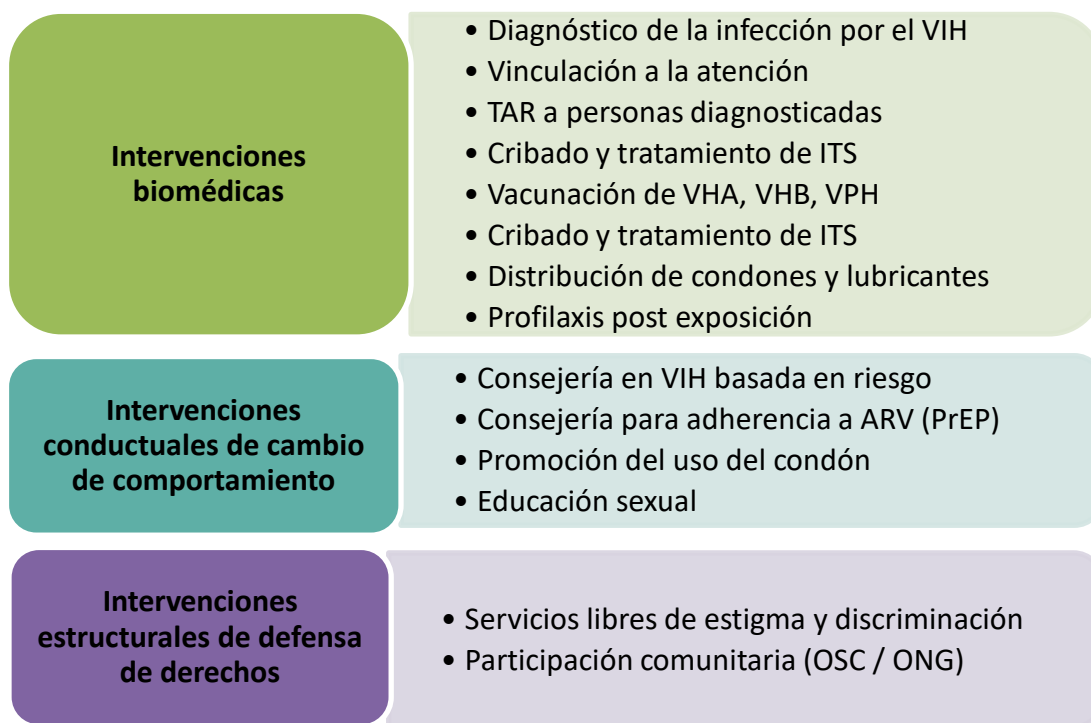 Intervenciones
biomédicas
• Diagnóstico de la infección por el VIH
• Vinculación a la atención
• TAR a personas diagnosticadas
• Cribado y tratamiento de ITS
• Vacunación de VHA, VHB, VPH
• Cribado y tratamiento de ITS
• Distribución de condones y lubricantes
• Profilaxis post exposición
Intervenciones
conductuales de cambio
de comportamiento
• Consejería en VIH basada en riesgo
• Consejería para adherencia a ARV (PrEP)
• Promoción del uso del condón
• Educación sexual
Intervenciones
estructurales de defensa
de derechos
• Servicios libres de estigma y discriminación
• Participación comunitaria (OSC / ONG)